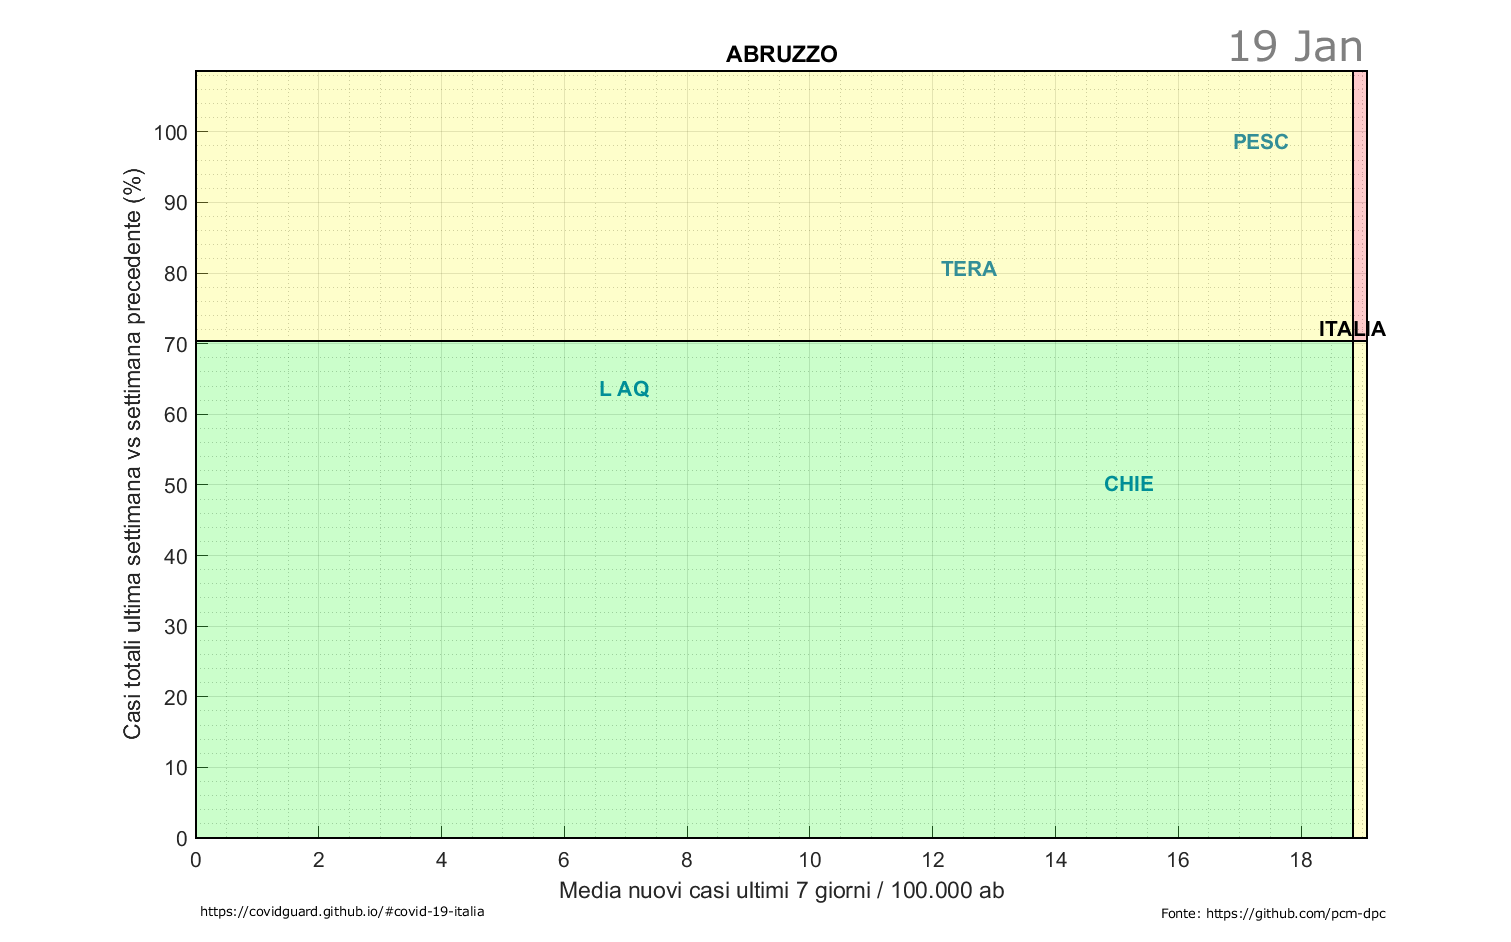 19 Jan
ABRUZZO
Casi totali ultima settimana vs settimana precedente (%)
100
90
80
70
60
50
40
30
20
10
0
PESC
TERA
ITALIA
L AQ
CHIE
0 2 4 6 8 10 12 14 16 18
Media nuovi casi ultimi 7 giorni / 100.000 ab
https://covidguard.github.io/#covid-19-italia
Fonte: https://github.com/pcm-dpc